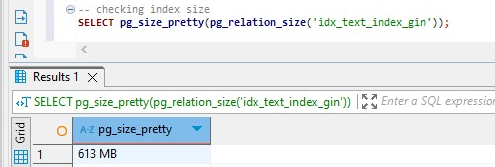 -- checking index size
SELECT pg_size_pretty(pg_relation_size('idx_text_index_gin'));
Results 1
SELECT pg_size_pretty(pg_relation_size('idx_text_index_gin'))
Enter a SQL expression
Grid
A-Z pg_size_pretty
1 613 MB